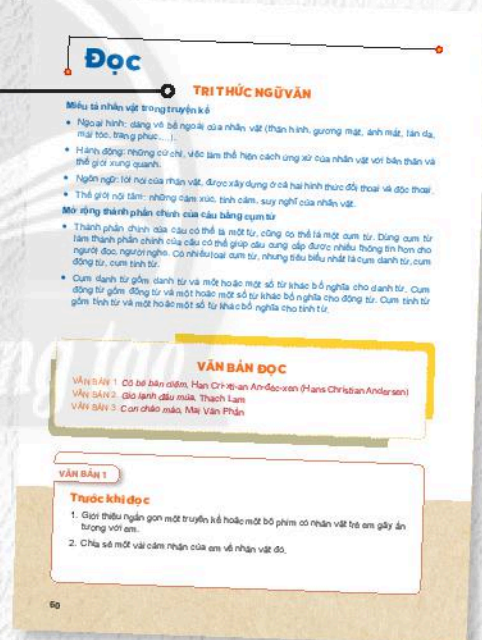 Đọc
TRI THỨC NGỮ VĂN
Miêu tả nhân vật trong truyện kể
• Ngoại hình: dáng vẻ bề ngoài của nhân vật (thân hình, gương mặt, ánh mắt, làn da,
mái tóc, trang phục,...).
• Hành động: những cử chỉ, việc làm thể hiện cách ứng xử của nhân vật với bản thân và
thế giới xung quanh.
• Ngôn ngữ: lời nói của nhân vật, được xây dựng ở cả hai hình thức đối thoại và độc thoại.
• Thế giới nội tâm: những cảm xúc, tình cảm, suy nghĩ của nhân vật.
Mở rộng thành phần chính của câu bằng cụm từ
• Thành phần chính của câu có thể là một từ, cũng có thể là một cụm từ. Dùng cụm từ
làm thành phần chính của câu có thể giúp câu cung cấp được nhiều thông tin hơn cho
người đọc, người nghe. Có nhiều loại cụm từ, nhưng tiêu biểu nhất là cụm danh từ, cụm
động từ, cụm tính từ.
• Cụm danh từ gồm danh từ và một hoặc một số từ khác bổ nghĩa cho danh từ. Cụm
động từ gồm động từ và một hoặc một số từ khác bổ nghĩa cho động từ. Cụm tính từ
gồm tính từ và một hoặc một số từ khác bổ nghĩa cho tính từ.
VĂN BẢN ĐỌC
VĂN BẢN 1. Cô bé bán diêm, Han Cri-xti-an An-đéc-xen (Hans Christian Andersen)
VĂN BẢN 2. Gió lạnh đầu mùa, Thạch Lam
VĂN BẢN 3. Con chào mào, Mai Văn Phấn
VĂN BẢN 1
Trước khi đọc
1. Giới thiệu ngắn gọn một truyện kể hoặc một bộ phim có nhân vật trẻ em gây ấn
tượng với em.
2. Chia sẻ một vài cảm nhận của em về nhân vật đó.
60